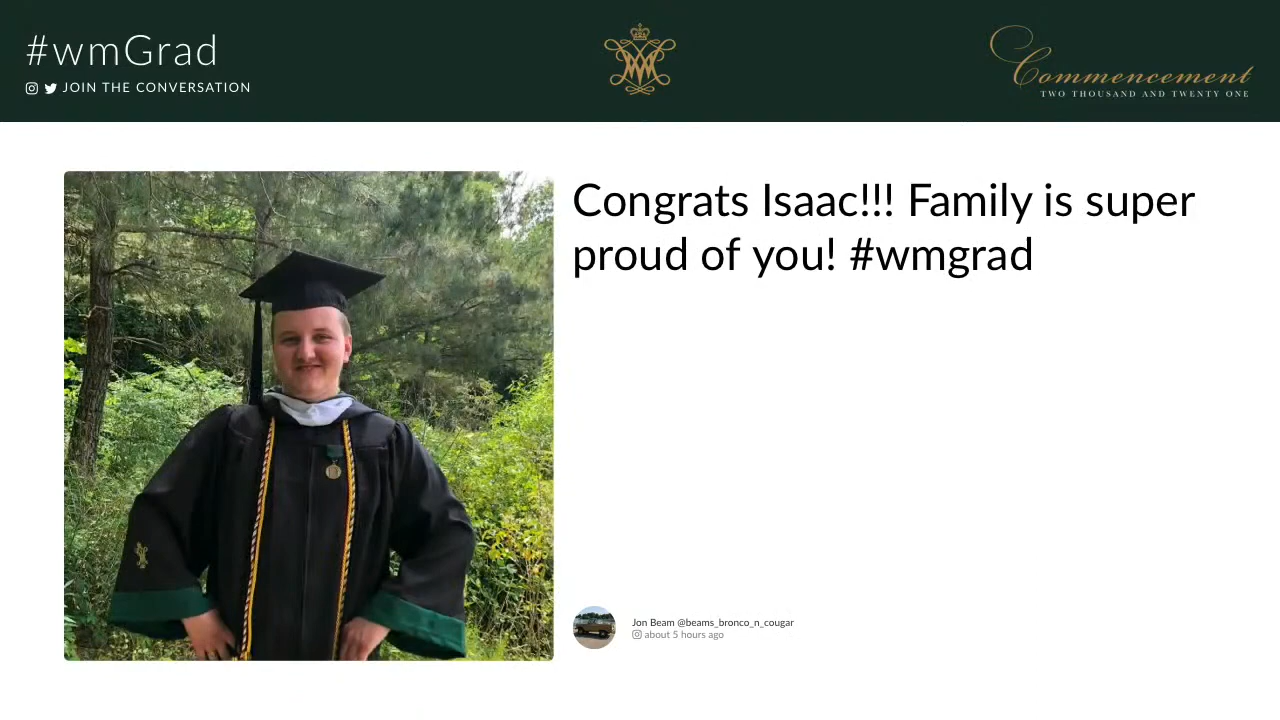 #wmGrad
JOIN THE CONVERSATION
Commencement
TWO THOUSAND AND TWENTY ONE
Congrats Isaac!!! Family is super
proud of you! #wmgrad
Jon Beam @beams_bronco_n_cougar
about 5 hours ago